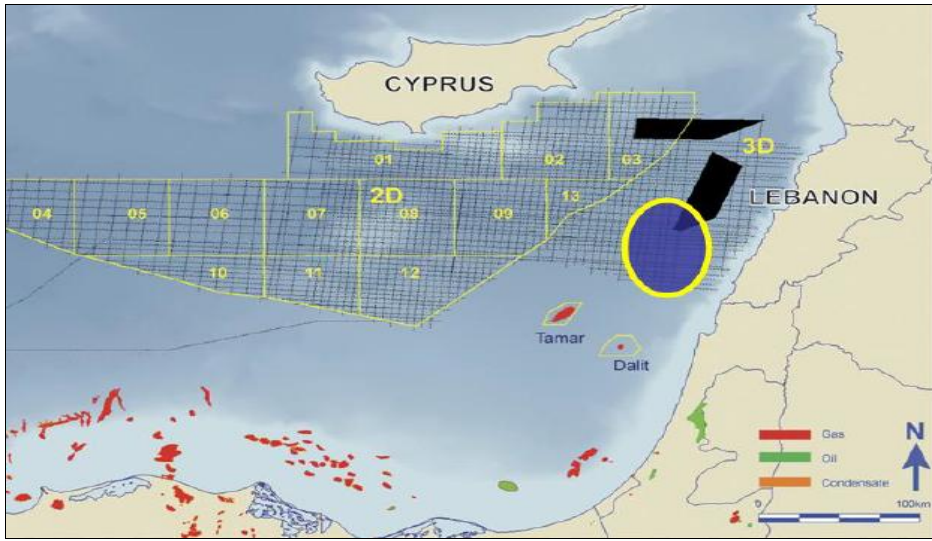 CYPRUS
01
02
03
3D
2D
13
LEBANON
04
05
06
07
08
09
10
11
12
Tamar
Dalit
Gas
Oil
Condensate
N
0
100km